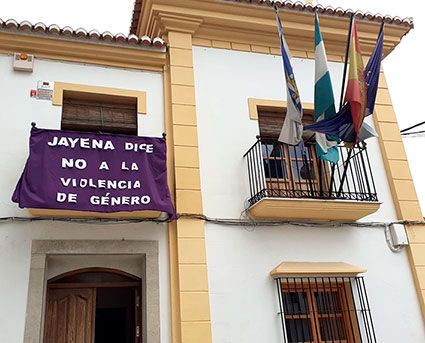 JAYENA DICE
NO A LA
VIOLENCIA
DE GÉNERO